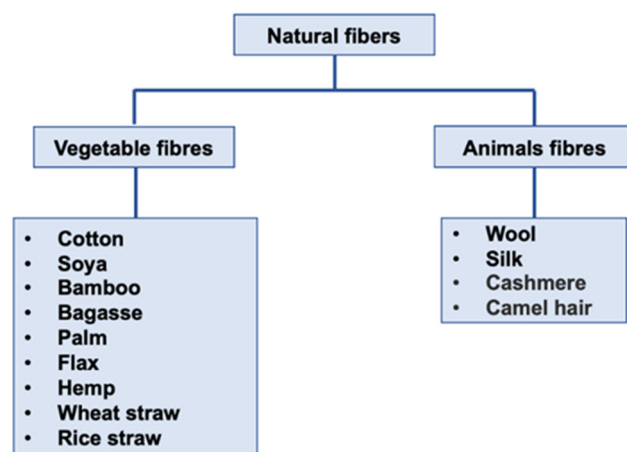 Natural fibers
Vegetable fibres
Animals fibres
• Cotton
• Soya
• Bamboo
• Bagasse
• Palm
• Flax
• Hemp
• Wheat straw
• Rice straw
• Wool
• Silk
• Cashmere
• Camel hair